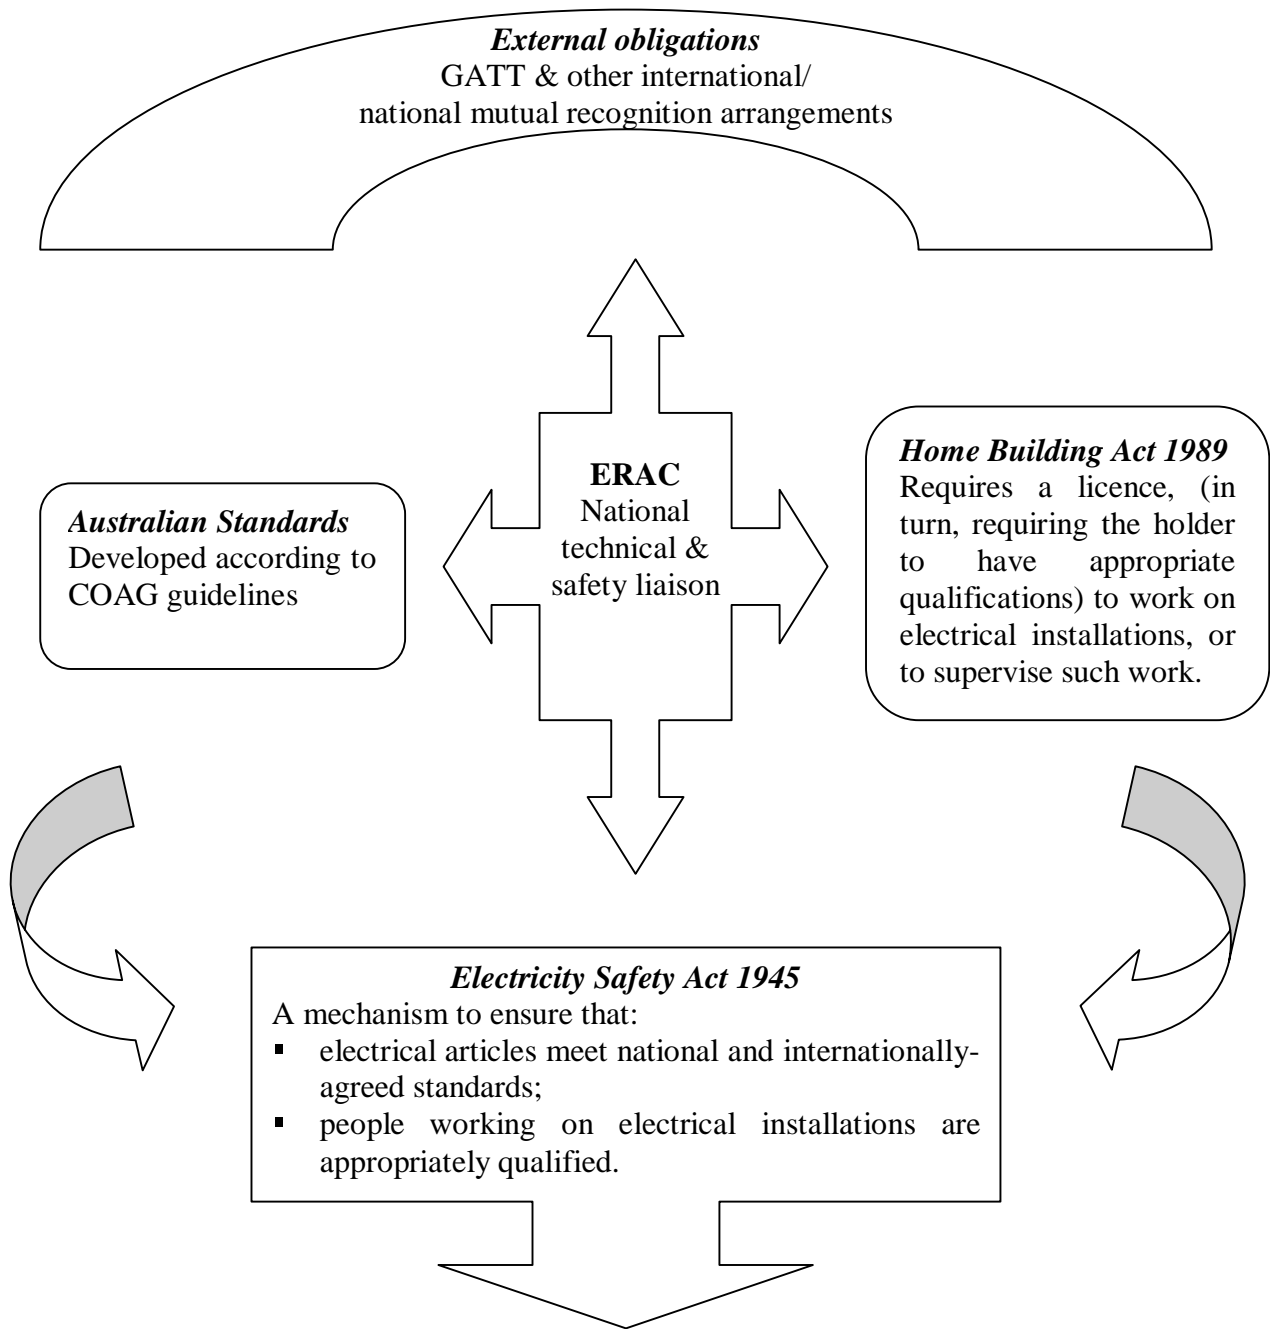 External obligations
GATT & other international/
national mutual recognition arrangements
ERAC
National
technical &
safety liaison
Australian Standards
Developed according to
COAG guidelines
Home Building Act 1989
Requires a licence, (in
turn, requiring the holder
to have appropriate
qualifications) to work on
electrical installations, or
to supervise such work.
Electricity Safety Act 1945
A mechanism to ensure that:
▪ electrical articles meet national and internationally-
agreed standards;
▪ people working on electrical installations are
appropriately qualified.